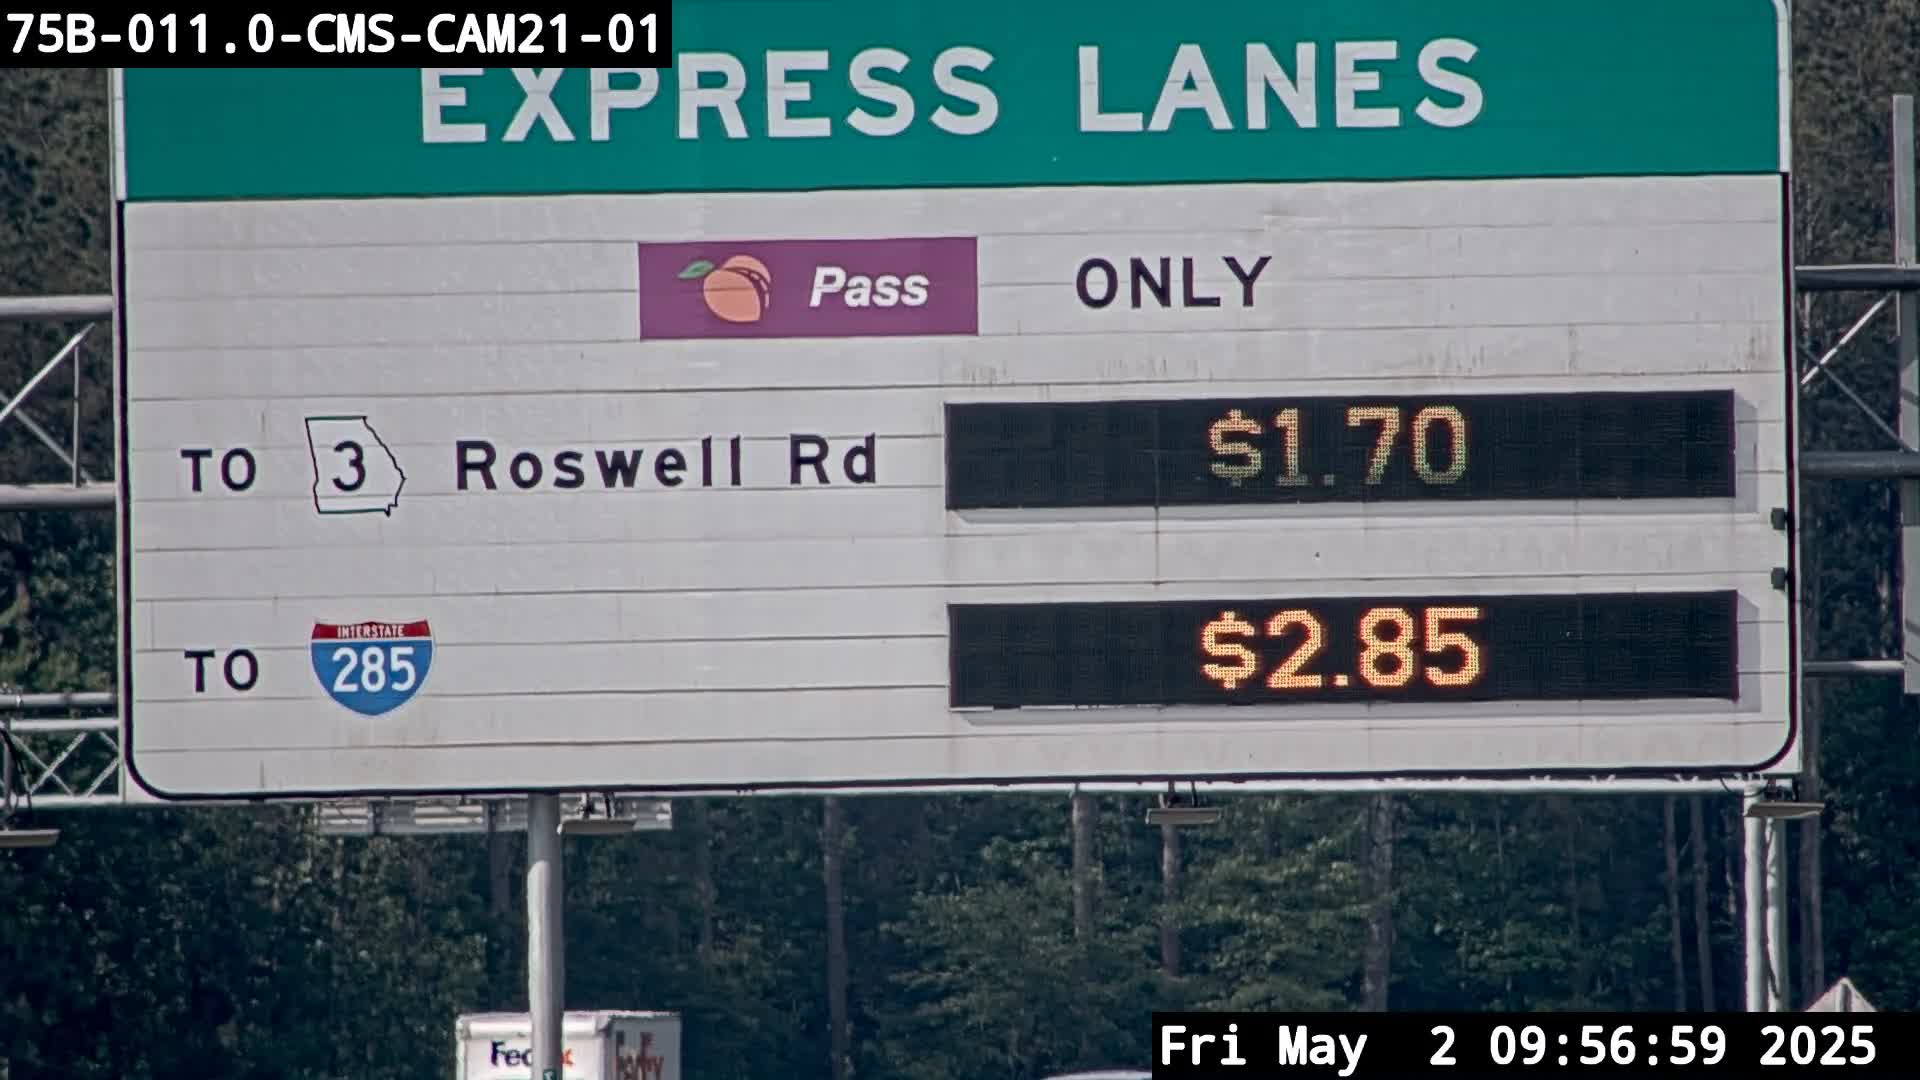 75B-011.0-CMS-CAM21-01
EXPRESS LANES
Pass ONLY
TO 3 Roswell Rd $1.70
INTERSTATE
TO 285 $2.85
Fri May 2 09:56:59 2025